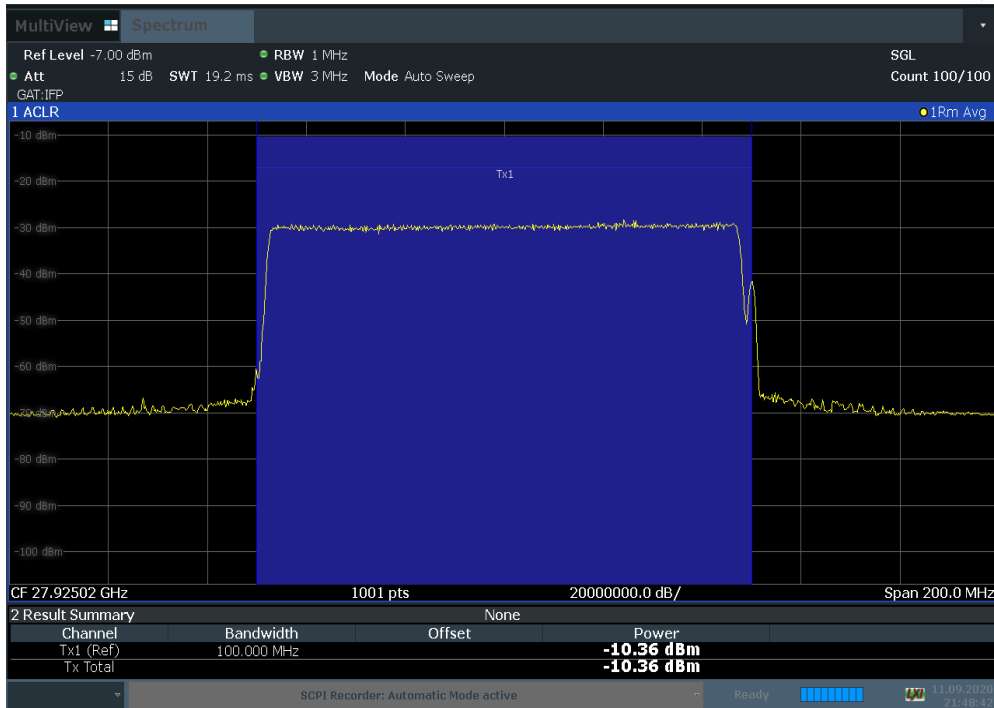 MultiView Spectrum
Ref Level -7.00 dBm RBW 1 MHz SGL
Att 15 dB SWT 19.2 ms VBW 3 MHz Mode Auto Sweep Count 100/100
GAT:IFP
1 ACLR 1Rm Avg
-10 dBm
Tx1
-20 dBm
-30 dBm
-40 dBm
-50 dBm
-60 dBm
-70 dBm
-80 dBm
-90 dBm
-100 dBm
CF 27.92502 GHz 1001 pts 20000000.0 dB/ Span 200.0 MHz
2 Result Summary None
Channel Bandwidth Offset Power
Tx1 (Ref) 100.000 MHz -10.36 dBm
Tx Total -10.36 dBm
SCPI Recorder: Automatic Mode active Ready LXI 11.09.2020
21:48:42